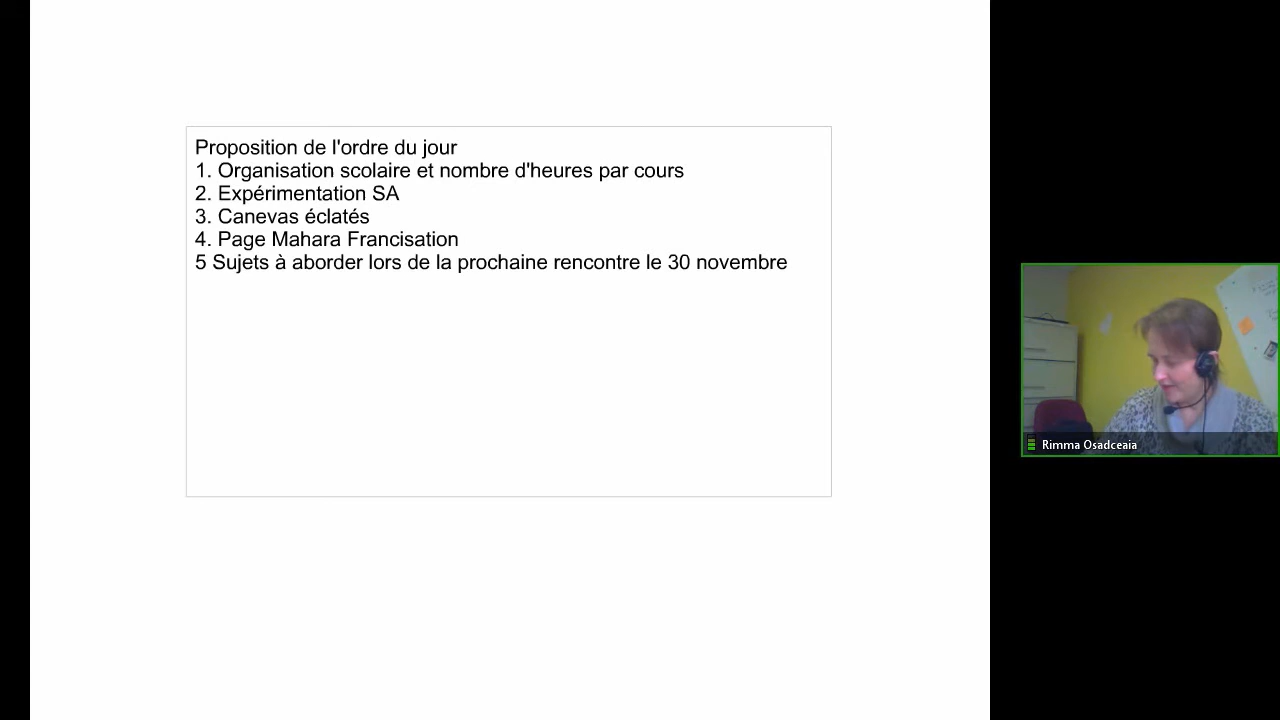 Proposition de l'ordre du jour
1. Organisation scolaire et nombre d'heures par cours
2. Expérimentation SA
3. Canevas éclatés
4. Page Mahara Francisation
5 Sujets à aborder lors de la prochaine rencontre le 30 novembre
Rimma Osadceaia